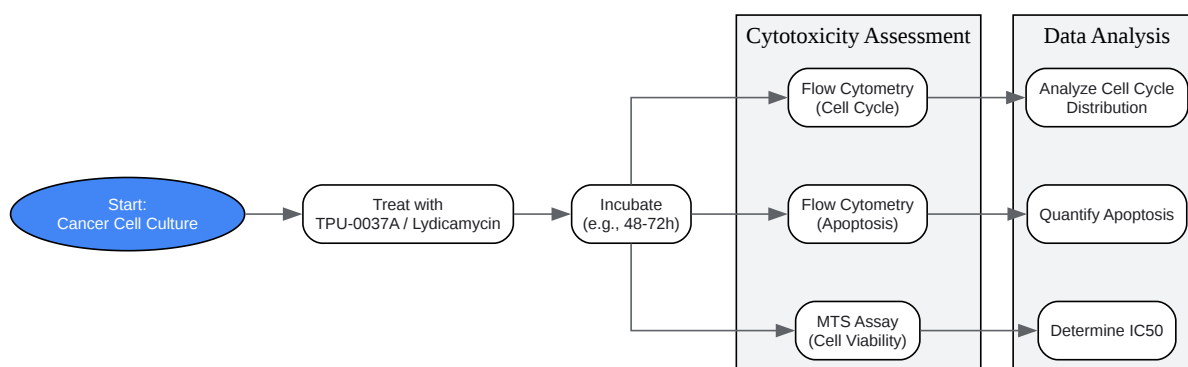 Cytotoxicity Assessment
Data Analysis
Flow Cytometry
(Cell Cycle)
Analyze Cell Cycle
Distribution
Start:
Cancer Cell Culture
Treat with
TPU-0037A / Lydicamycin
Incubate
(e.g., 48-72h)
Flow Cytometry
(Apoptosis)
Quantify Apoptosis
MTS Assay
(Cell Viability)
Determine IC50